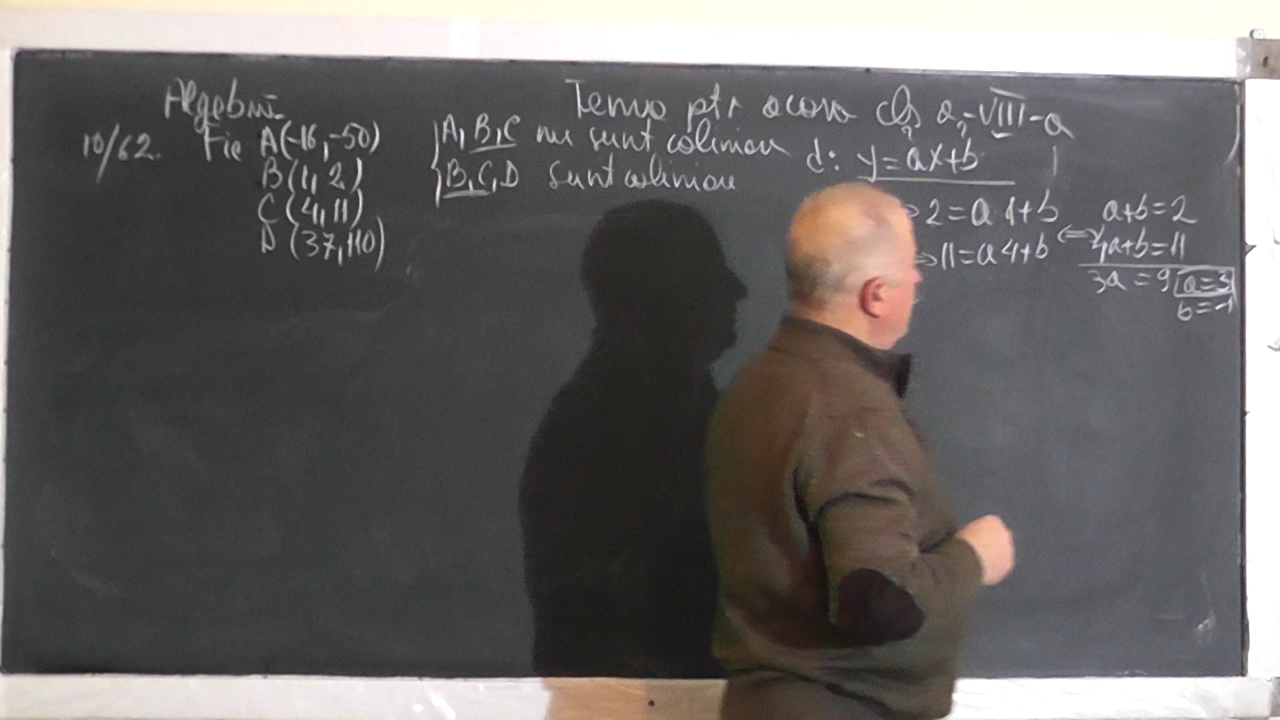 Algebră
Temă ptr acasă cls a-VIII-a
10/62. Fie A(-16,-50)
B(1,2)
C(4,11)
D(37,110)
A, B, C nu sunt coliniare
B, C, D sunt coliniare
d: y=ax+b
2=a·1+b
⇒11=a·4+b
⇔
a+b=2
4a+b=11
3a=9 a=3
b=-1